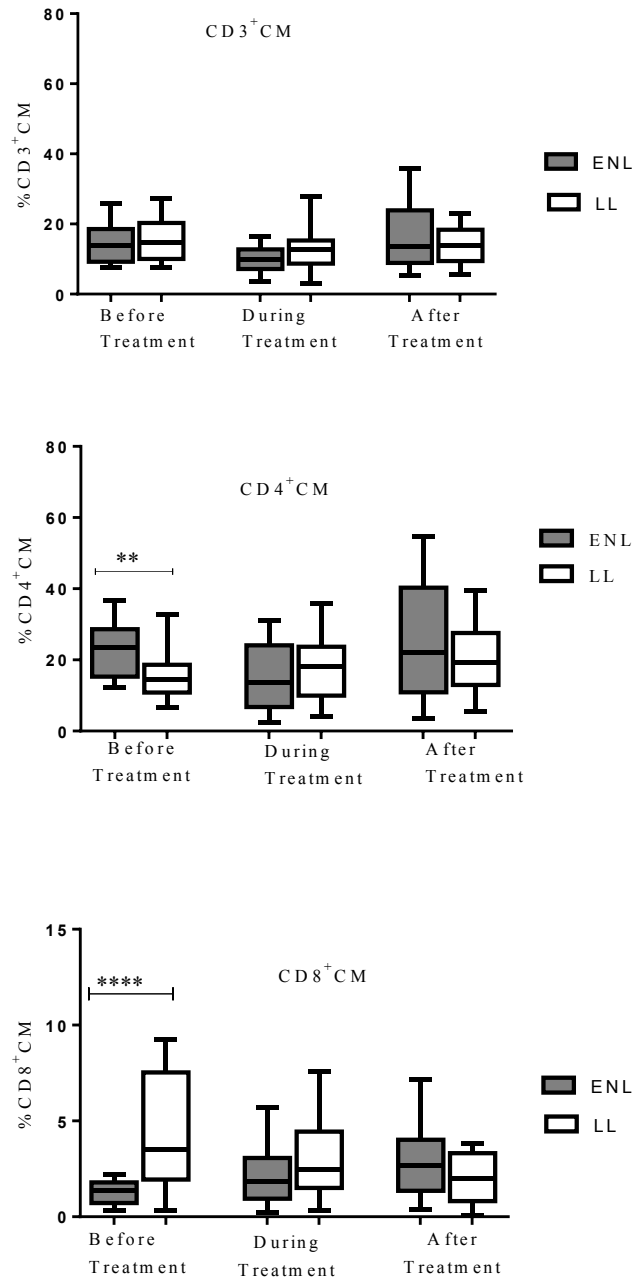 CD3⁺CM
%CD3⁺CM
80
60
40
20
0
Before Treatment
During Treatment
After Treatment
ENL
LL
CD4⁺CM
%CD4⁺CM
80
60
40
20
0
**
Before Treatment
During Treatment
After Treatment
ENL
LL
CD8⁺CM
%CD8⁺CM
15
10
5
0
****
Before Treatment
During Treatment
After Treatment
ENL
LL